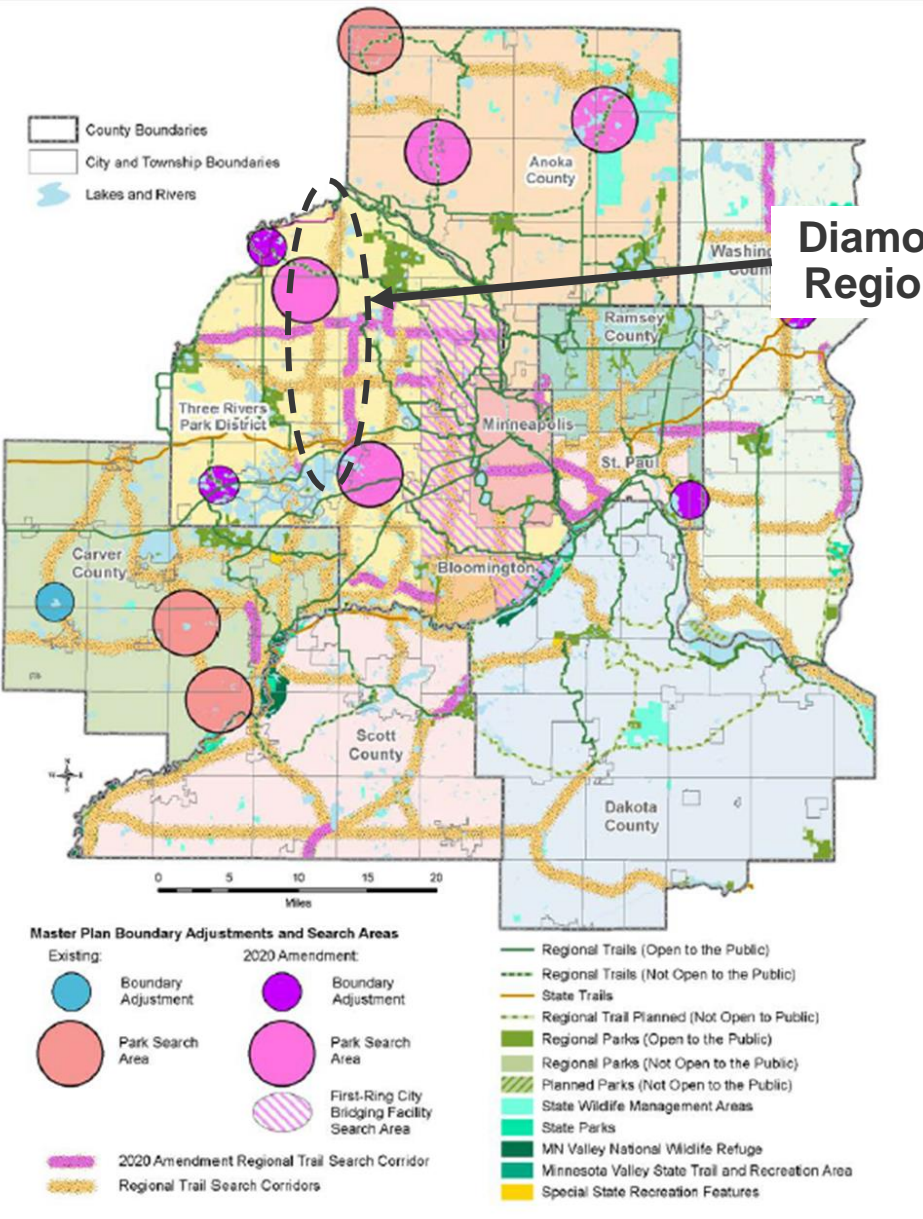 County Boundaries
City and Township Boundaries
Lakes and Rivers
Anoka
County
Diamo
Regio
Washing
Coun
Ramsey
County
Three Rivers
Park District
Minneapolis
St. Paul
Carver
County
Bloomington
Scott
County
Dakota
County
0 5 10 15 20
Miles
Master Plan Boundary Adjustments and Search Areas
Existing:
2020 Amendment:
Boundary
Adjustment
Boundary
Adjustment
Park Search
Area
Park Search
Area
First-Ring City
Bridging Facility
Search Area
2020 Amendment Regional Trail Search Corridor
Regional Trail Search Corridors
Regional Trails (Open to the Public)
Regional Trails (Not Open to the Public)
State Trails
Regional Trail Planned (Not Open to Public)
Regional Parks (Open to the Public)
Regional Parks (Not Open to the Public)
Planned Parks (Not Open to the Public)
State Wildlife Management Areas
State Parks
MN Valley National Wildlife Refuge
Minnesota Valley State Trail and Recreation Area
Special State Recreation Features